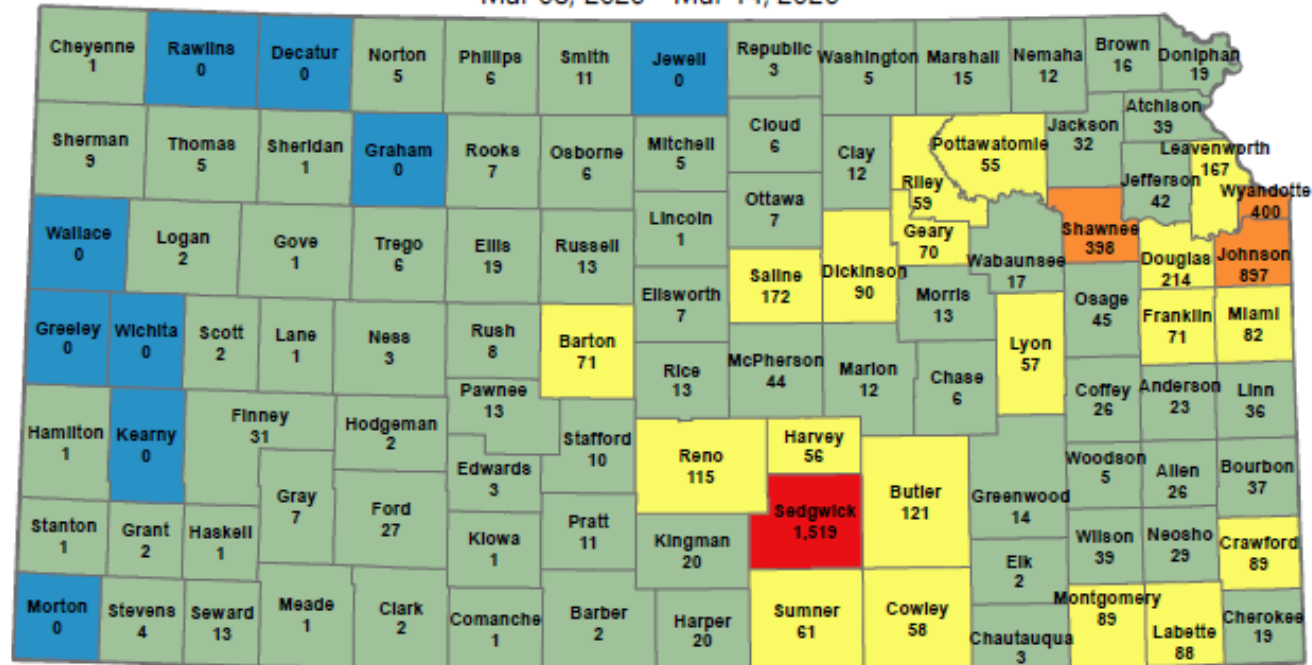 Cheyenne
1
Rawlins
0
Decatur
0
Norton
5
Phillips
6
Smith
11
Jewell
0
Republic
3
Washington
5
Marshall
15
Nemaha
12
Brown
16
Doniphan
19
Sherman
9
Thomas
5
Sheridan
1
Graham
0
Rooks
7
Osborne
6
Mitchell
5
Cloud
6
Clay
12
Riley
59
Pottawatomie
55
Jackson
32
Atchison
39
Leavenworth
167
Jefferson
42
Wyandotte
400
Wallace
0
Logan
2
Gove
1
Trego
6
Ellis
19
Russell
13
Lincoln
1
Ottawa
7
Saline
172
Dickinson
90
Geary
70
Wabaunsee
17
Shawnee
398
Douglas
214
Johnson
897
Greeley
0
Wichita
0
Scott
2
Lane
1
Ness
3
Rush
8
Barton
71
Ellsworth
7
Rice
13
McPherson
44
Marion
12
Morris
13
Chase
6
Lyon
57
Osage
45
Franklin
71
Miami
82
Coffey
26
Anderson
23
Linn
36
Hamilton
1
Kearny
0
Finney
31
Hodgeman
2
Pawnee
13
Edwards
3
Stafford
10
Reno
115
Harvey
56
Sedgwick
1,519
Butler
121
Greenwood
14
Woodson
5
Allen
26
Bourbon
37
Stanton
1
Grant
2
Haskell
1
Gray
7
Ford
27
Kiowa
1
Pratt
11
Kingman
20
Elk
2
Wilson
39
Neosho
29
Crawford
89
Morton
0
Stevens
4
Seward
13
Meade
1
Clark
2
Comanche
1
Barber
2
Harper
20
Sumner
61
Cowley
58
Chautauqua
3
Montgomery
89
Labette
88
Cherokee
19